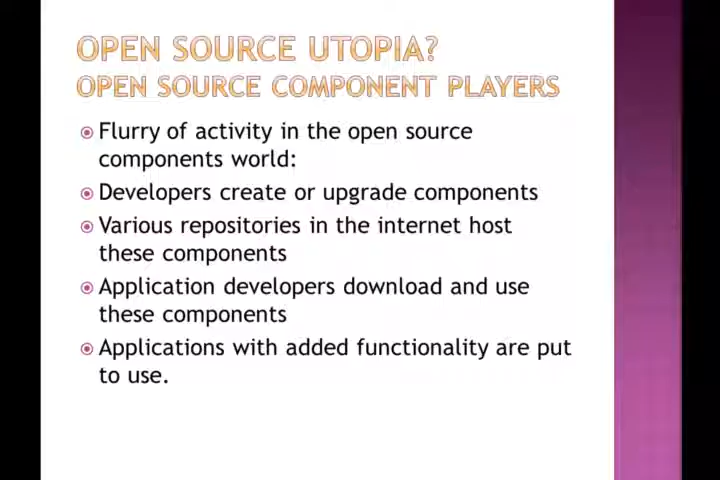 OPEN SOURCE UTOPIA?
OPEN SOURCE COMPONENT PLAYERS
Flurry of activity in the open source
components world:
Developers create or upgrade components
Various repositories in the internet host
these components
Application developers download and use
these components
Applications with added functionality are put
to use.